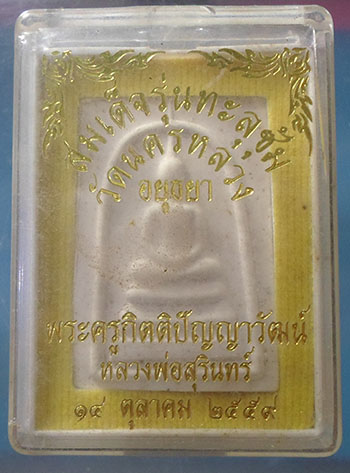 สมเด็จรุ่นทะลุซุ้ม
วัดนครหลวง
อยุธยา
พระครูกิตติปัญญาวัฒน์
หลวงพ่อสุรินทร์
๑๔ ตุลาคม ๒๕๕๙